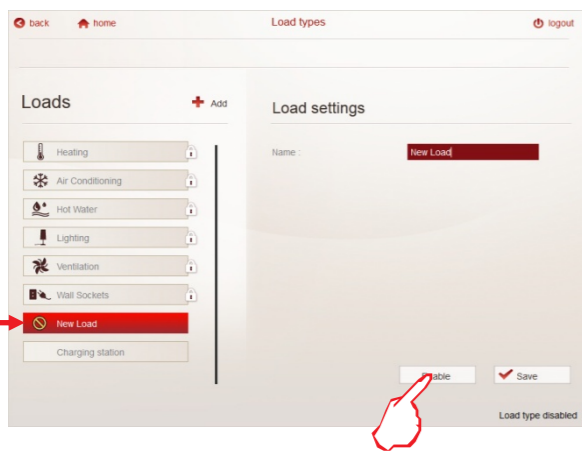 back home Load types logout
Loads Add
Load settings
Heating
Name : New Load
Air Conditioning
Hot Water
Lighting
Ventilation
Wall Sockets
New Load
Charging station
Save
Load type disabled